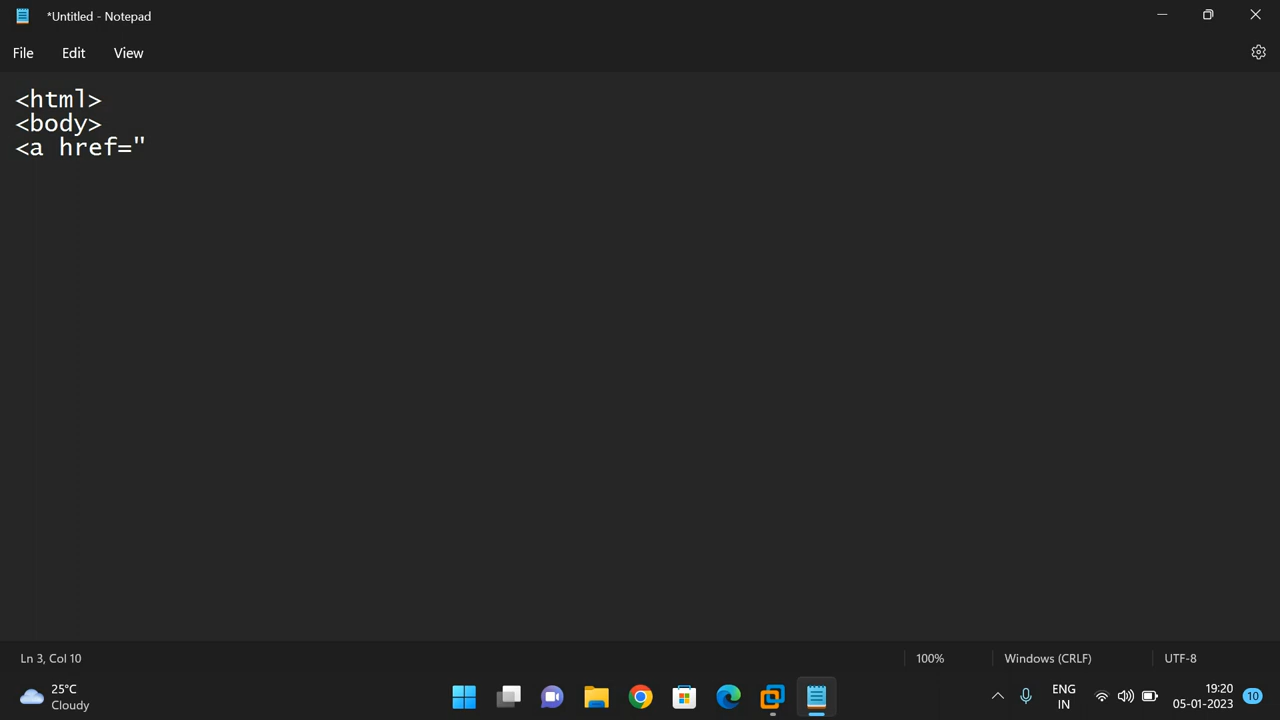 *Untitled - Notepad
File Edit View
<html>
<body>
<a href="
Ln 3, Col 10 100% Windows (CRLF) UTF-8
25°C
Cloudy
ENG
IN
19:20
05-01-2023
10